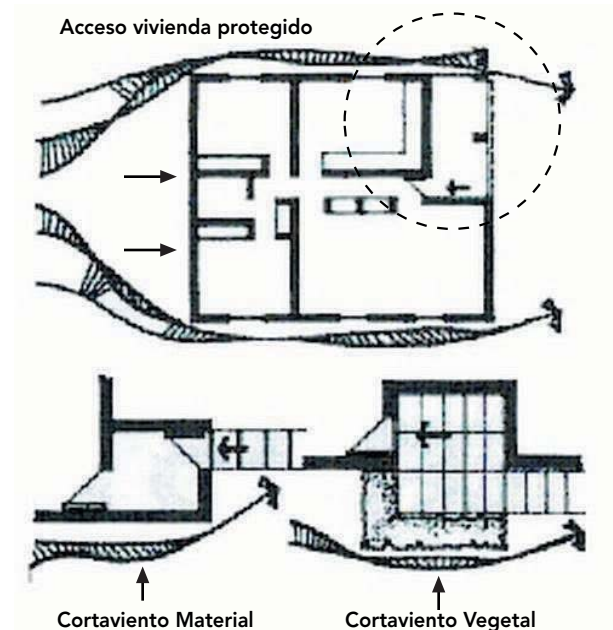 Acceso vivienda protegido
Cortaviento Material
Cortaviento Vegetal